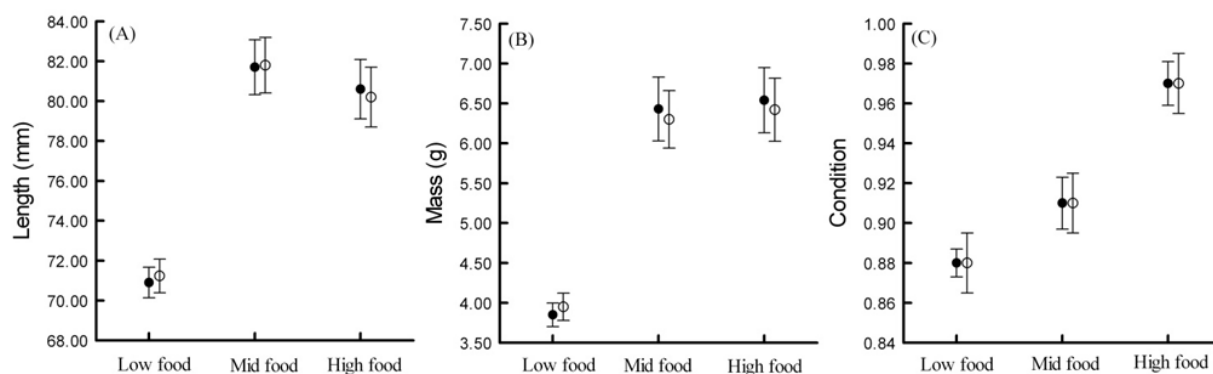 (A)
Length (mm)
84.00
82.00
80.00
78.00
76.00
74.00
72.00
70.00
68.00
Low food
Mid food
High food
(B)
Mass (g)
7.50
7.00
6.50
6.00
5.50
5.00
4.50
4.00
3.50
Low food
Mid food
High food
(C)
Condition
1.00
0.98
0.96
0.94
0.92
0.90
0.88
0.86
0.84
Low food
Mid food
High food